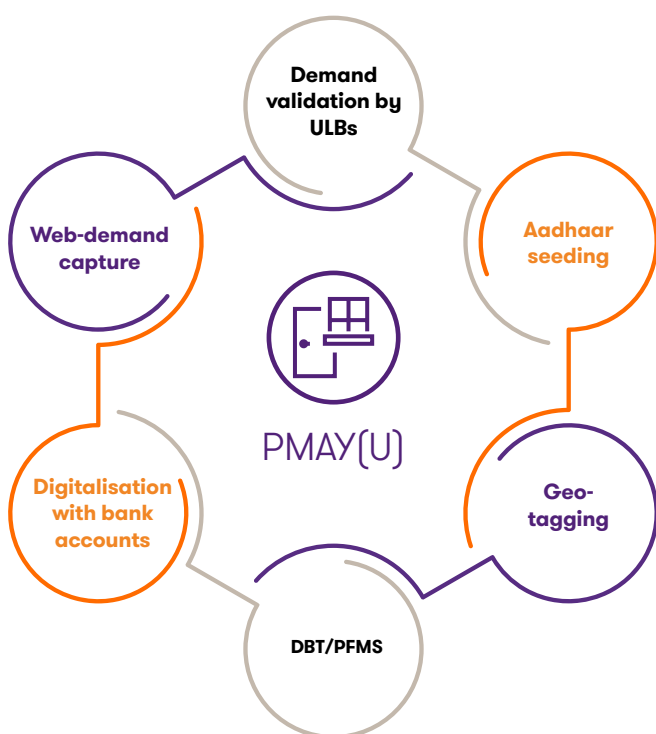 Demand
validation by
ULBs
Web-demand
capture
Aadhaar
seeding
PMAY(U)
Digitalisation
with bank
accounts
Geo-
tagging
DBT/PFMS